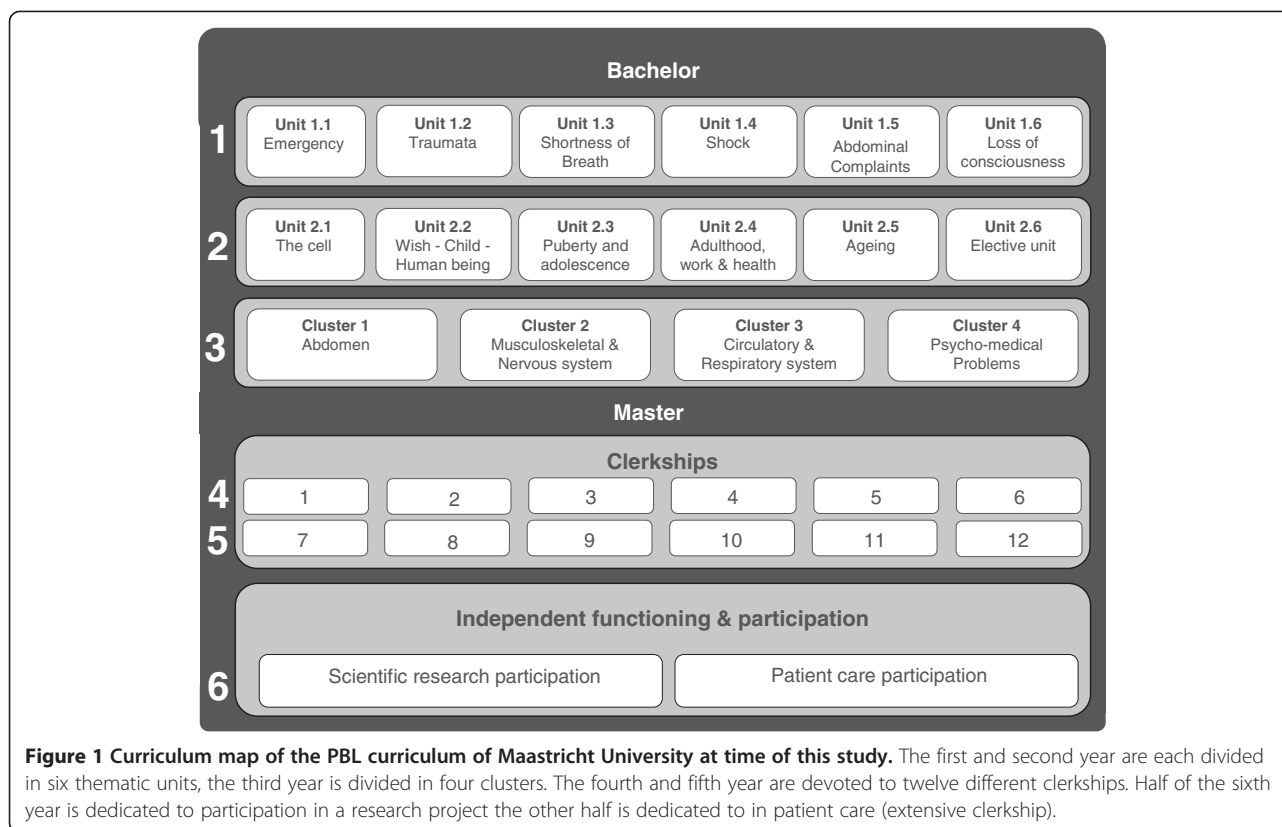 Bachelor
1
Unit 1.1
Emergency
Unit 1.2
Traumata
Unit 1.3
Shortness of
Breath
Unit 1.4
Shock
Unit 1.5
Abdominal
Complaints
Unit 1.6
Loss of
consciousness
2
Unit 2.1
The cell
Unit 2.2
Wish - Child -
Human being
Unit 2.3
Puberty and
adolescence
Unit 2.4
Adulthood,
work & health
Unit 2.5
Ageing
Unit 2.6
Elective unit
3
Cluster 1
Abdomen
Cluster 2
Musculoskeletal &
Nervous system
Cluster 3
Circulatory &
Respiratory system
Cluster 4
Psycho-medical
Problems
Master
Clerkships
4
1
2
3
4
5
6
5
7
8
9
10
11
12
Independent functioning & participation
6
Scientific research participation
Patient care participation
Figure 1 Curriculum map of the PBL curriculum of Maastricht University at time of this study. The first and second year are each divided
in six thematic units, the third year is divided in four clusters. The fourth and fifth year are devoted to twelve different clerkships. Half of the sixth
year is dedicated to participation in a research project the other half is dedicated to in patient care (extensive clerkship).